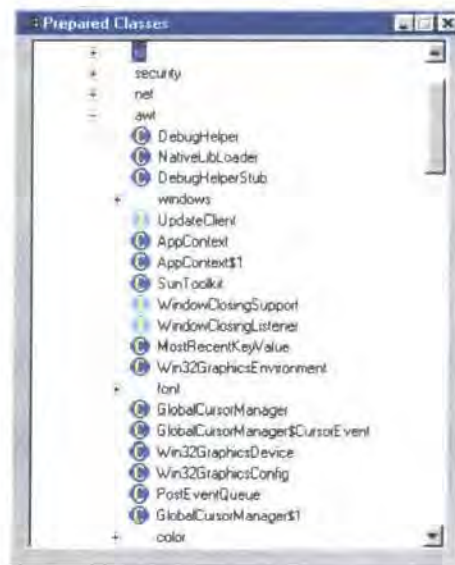 Prepared Classes
security
net
awt
DebugHelper
NativeLibLoader
DebugHelperStub
windows
UpdateClient
AppContext
AppContext$1
SunToolkit
WindowClosingSupport
WindowClosingListener
MostRecentKeyValue
Win32GraphicsEnvironment
font
GlobalCursorManager
GlobalCursorManager$CursorEvent
Win32GraphicsDevice
Win32GraphicsConfig
PostEventQueue
GlobalCursorManager$1
color